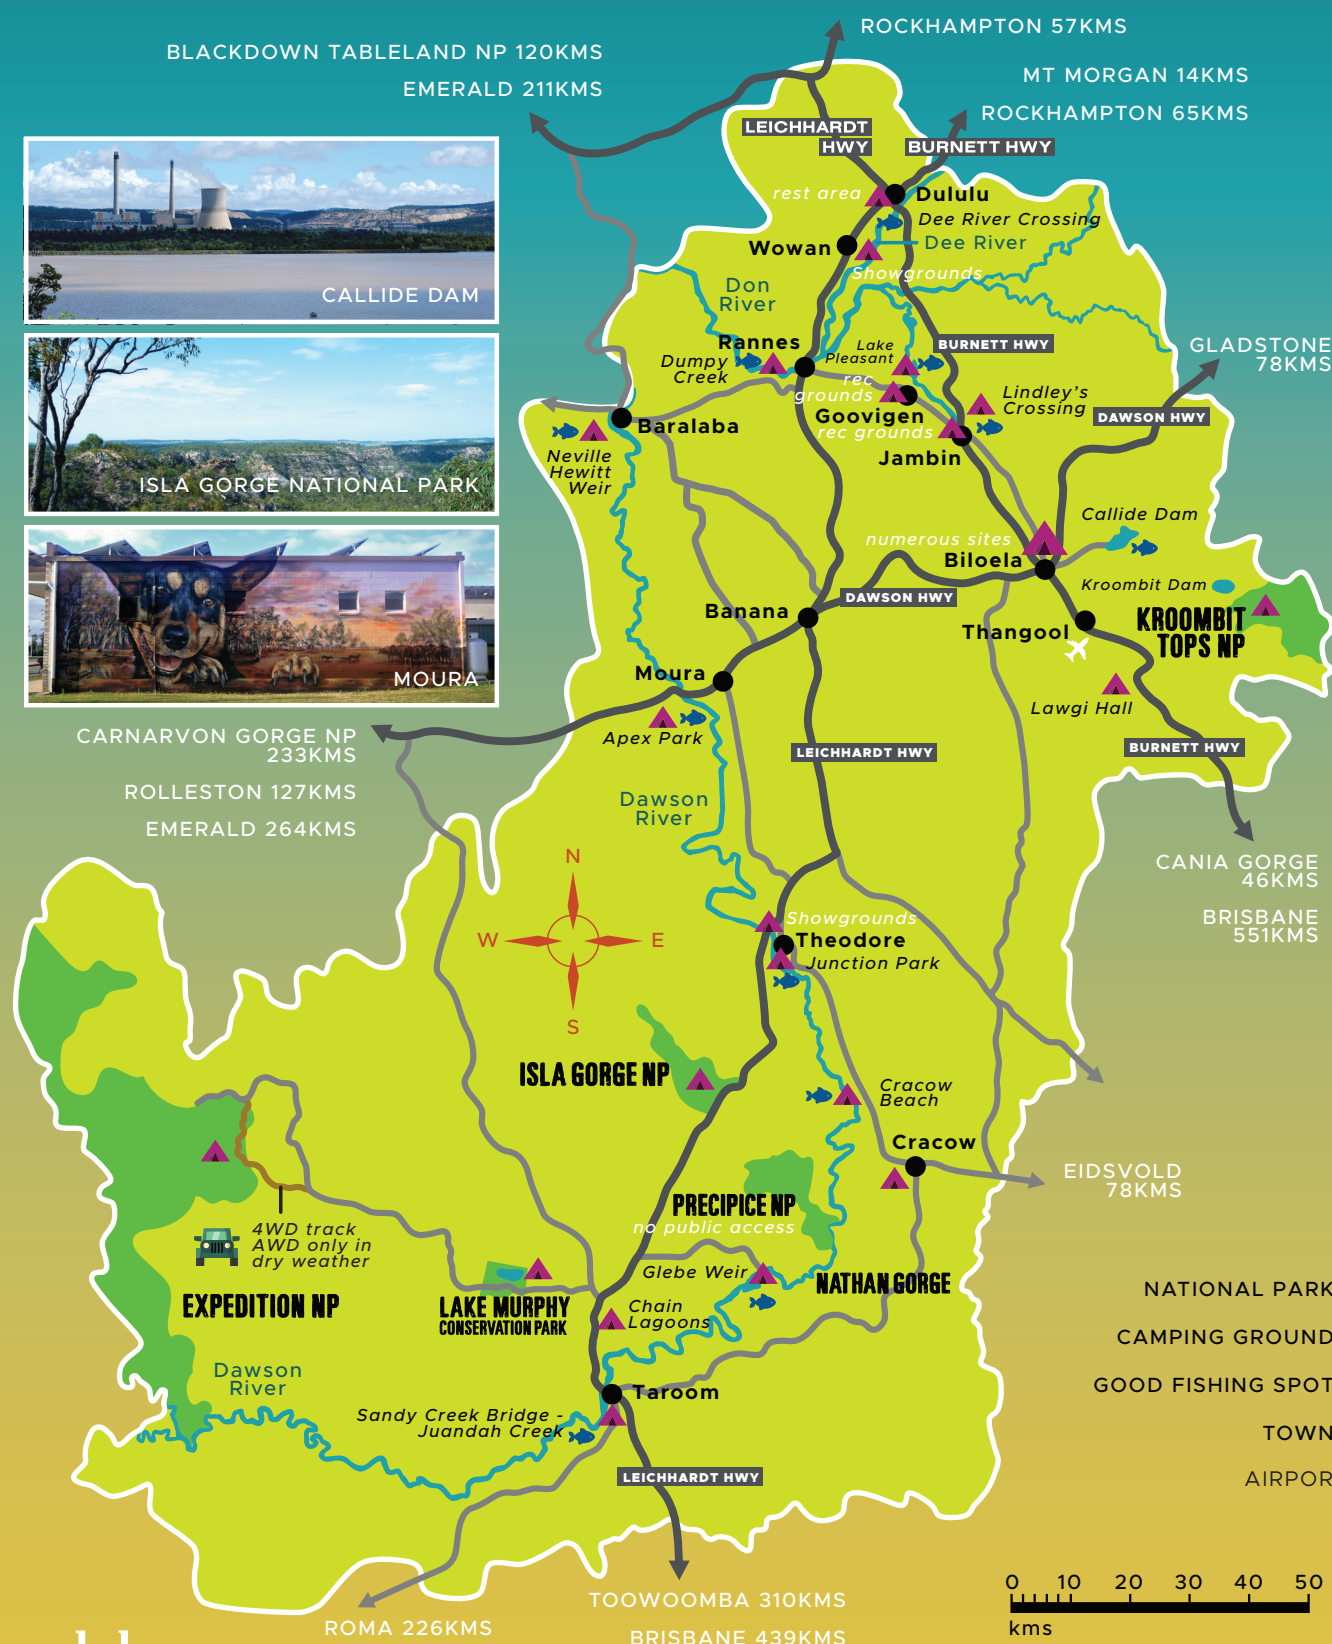 ROCKHAMPTON 57KMS
BLACKDOWN TABLELAND NP 120KMS
EMERALD 211KMS
MT MORGAN 14KMS
ROCKHAMPTON 65KMS
LEICHHARDT
HWY
BURNETT HWY
rest area
Dululu
Dee River Crossing
Wowan
Dee River
Showgrounds
CALLIDE DAM
Don
River
Rannes
Dumpy
Creek
Lake
Pleasant
BURNETT HWY
GLADSTONE
78KMS
rec
grounds
Goovigen
rec grounds
Lindley's
Crossing
DAWSON HWY
Baralaba
Jambin
Neville
Hewitt
Weir
ISLA GORGE NATIONAL PARK
Callide Dam
numerous sites
Biloela
Kroombit Dam
DAWSON HWY
Banana
Thangool
KROOMBIT
TOPS NP
MOURA
Moura
Lawgi Hall
Apex Park
CARNARVON GORGE NP
233KMS
LEICHHARDT HWY
BURNETT HWY
ROLLESTON 127KMS
Dawson
River
EMERALD 264KMS
N
W
E
S
CANIA GORGE
46KMS
BRISBANE
551KMS
Showgrounds
Theodore
Junction Park
ISLA GORGE NP
Cracow
Beach
Cracow
EIDSVOLD
78KMS
PRECIPICE NP
no public access
4WD track
AWD only in
dry weather
Glebe Weir
NATHAN GORGE
EXPEDITION NP
LAKE MURPHY
CONSERVATION PARK
Chain
Lagoons
NATIONAL PARK
CAMPING GROUND
GOOD FISHING SPOT
TOWN
AIRPOR
Dawson
River
Taroom
Sandy Creek Bridge -
Juandah Creek
LEICHHARDT HWY
TOOWOOMBA 310KMS
BRISBANE 439KMS
ROMA 226KMS
0 10 20 30 40 50
kms